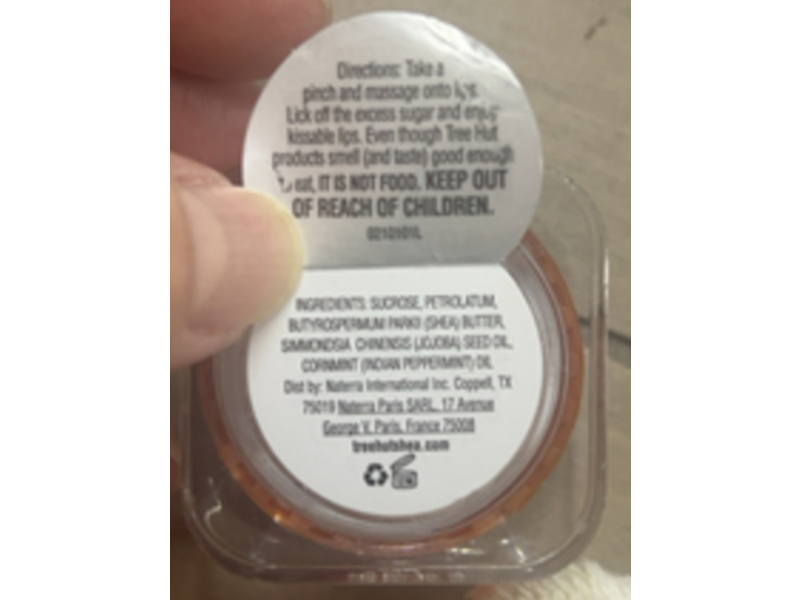 Directions: Take a
pinch and massage onto lips.
Lick off the excess sugar and enjoy
kissable lips. Even though Tree Hut
products smell (and taste) good enough
eat, IT IS NOT FOOD. KEEP OUT
OF REACH OF CHILDREN.
0210101L
INGREDIENTS: SUCROSE, PETROLATUM,
BUTYROSPERMUM PARKII (SHEA) BUTTER,
SIMMONDSIA CHINENSIS (JOJOBA) SEED OIL,
CORNMINT (INDIAN PEPPERMINT) OIL
Dist by: Naterra International Inc. Coppell, TX
75019 Naterra Paris SARL, 17 Avenue
George V, Paris, France 75008
treehutshea.com